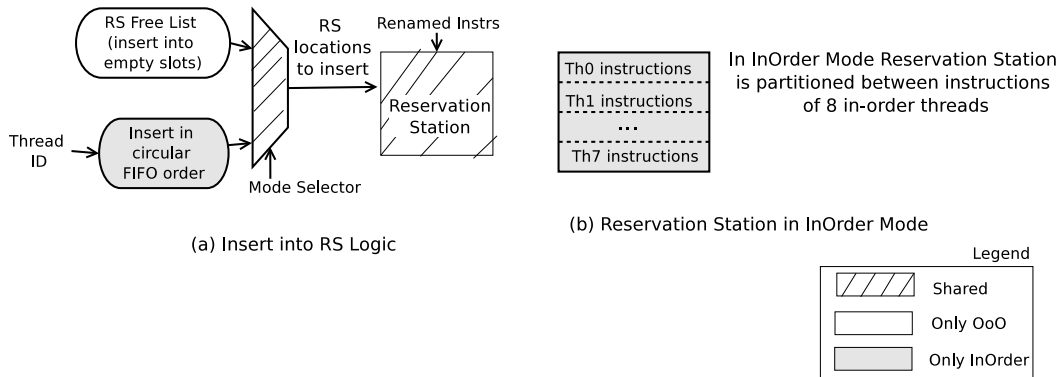 RS Free List
(insert into
empty slots)
RS
locations
to insert
Renamed Instrs
Reservation
Station
Thread
ID
Insert in
circular
FIFO order
Mode Selector
(a) Insert into RS Logic
Th0 instructions
Th1 instructions
...
Th7 instructions
In InOrder Mode Reservation Station
is partitioned between instructions
of 8 in-order threads
(b) Reservation Station in InOrder Mode
Legend
Shared
Only OoO
Only InOrder